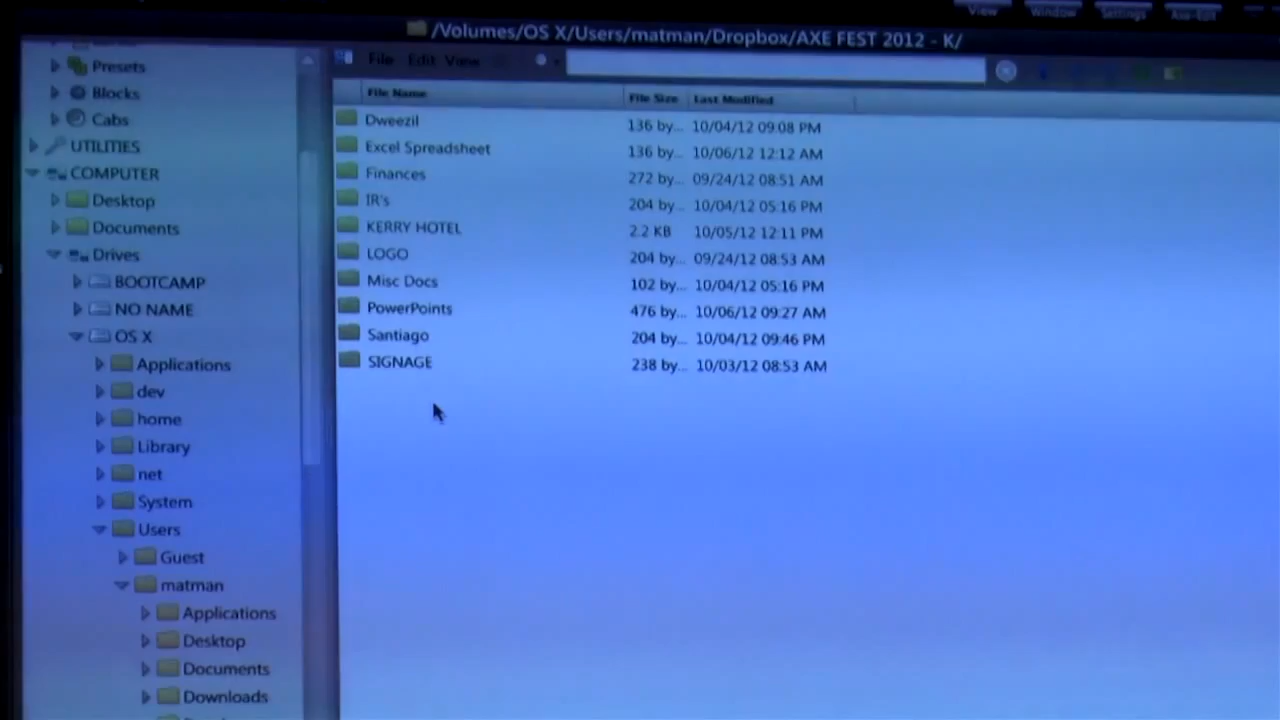 View Window Settings Axe-Edit
/Volumes/OS X/Users/matman/Dropbox/AXE FEST 2012 - K/
File Edit View
Presets
Blocks
Cabs
UTILITIES
COMPUTER
Desktop
Documents
Drives
BOOTCAMP
NO NAME
OS X
Applications
dev
home
Library
net
System
Users
Guest
matman
Applications
Desktop
Documents
Downloads
File Name File Size Last Modified
Dweezil 136 by... 10/04/12 09:08 PM
Excel Spreadsheet 136 by... 10/06/12 12:12 AM
Finances 272 by... 09/24/12 08:51 AM
IR's 204 by... 10/04/12 05:16 PM
KERRY HOTEL 2.2 KB 10/05/12 12:11 PM
LOGO 204 by... 09/24/12 08:53 AM
Misc Docs 102 by... 10/04/12 05:16 PM
PowerPoints 476 by... 10/06/12 09:27 AM
Santiago 204 by... 10/04/12 09:46 PM
SIGNAGE 238 by... 10/03/12 08:53 AM